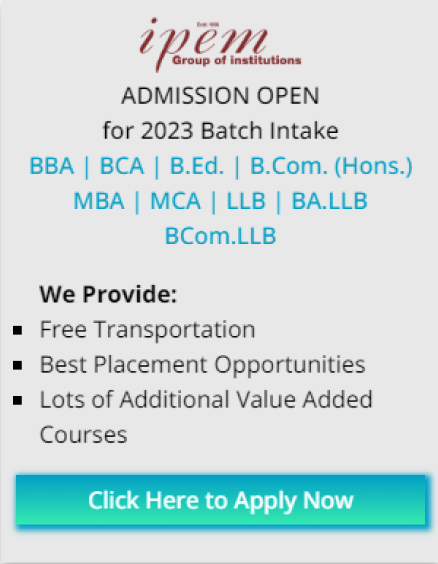 Estd. 1996
ipem
Group of institutions
ADMISSION OPEN
for 2023 Batch Intake
BBA | BCA | B.Ed. | B.Com. (Hons.)
MBA | MCA | LLB | BA.LLB
BCom.LLB
We Provide:
Free Transportation
Best Placement Opportunities
Lots of Additional Value Added
Courses
Click Here to Apply Now